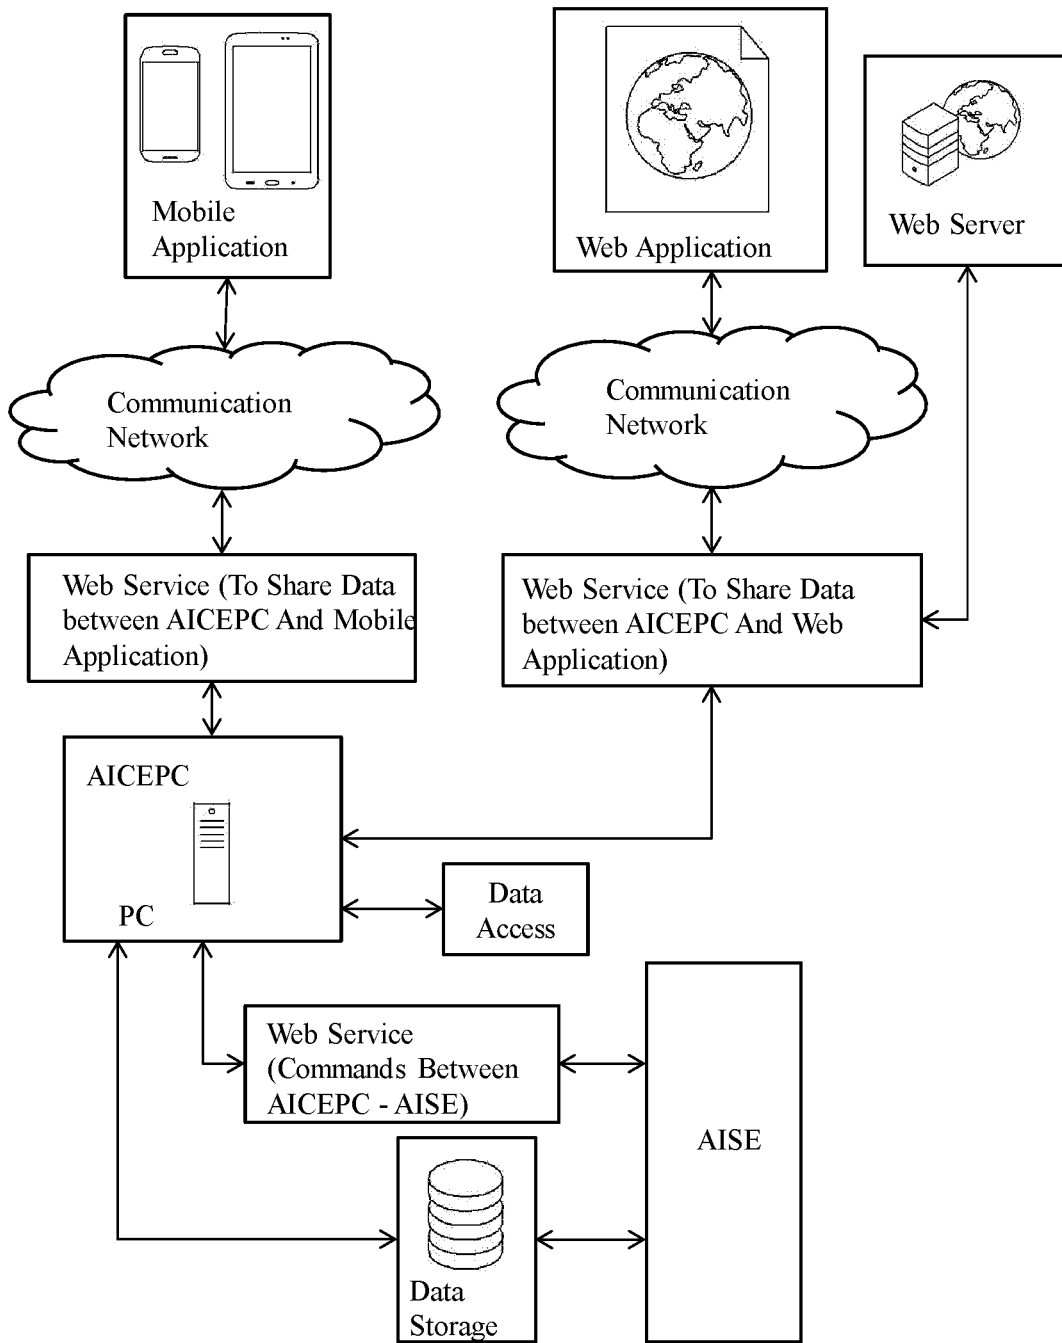 Mobile
Application
Web Application
Web Server
Communication
Network
Communication
Network
Web Service (To Share Data
between AICEPC And Mobile
Application)
Web Service (To Share Data
between AICEPC And Web
Application)
AICEPC
PC
Data
Access
Web Service
(Commands Between
AICEPC - AISE)
AISE
Data
Storage